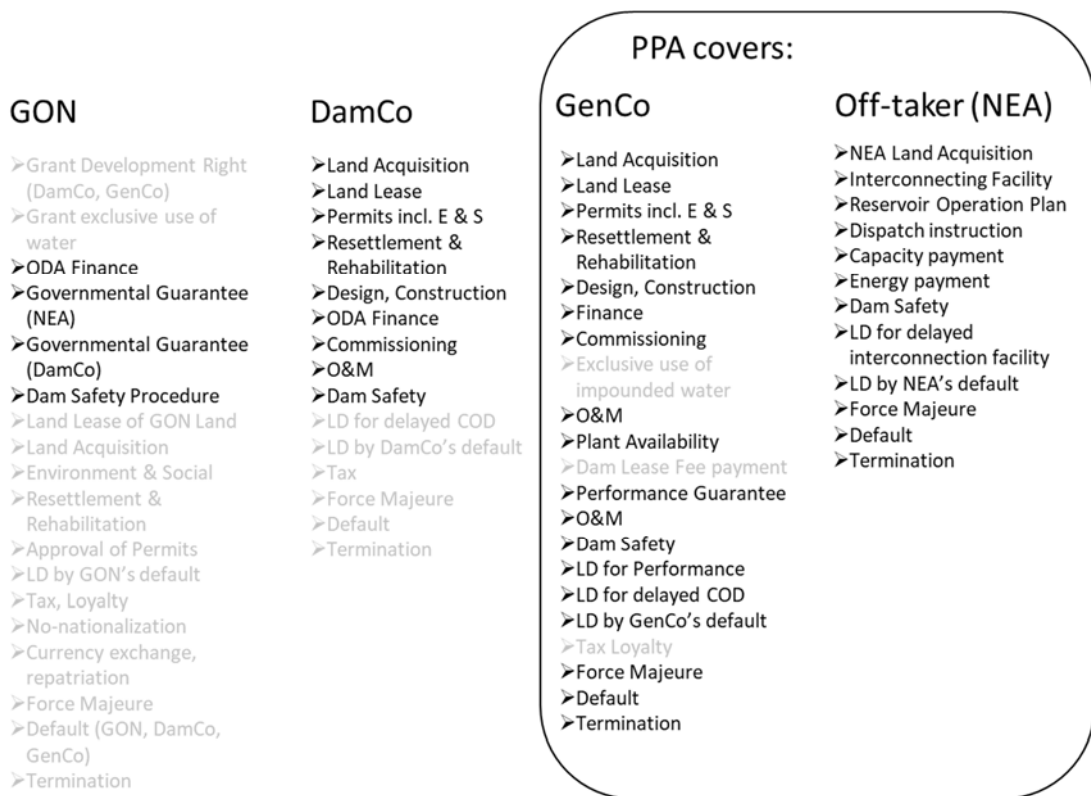 PPA covers:
GON
➢Grant Development Right
(DamCo, GenCo)
➢Grant exclusive use of
water
➢ODA Finance
➢Governmental Guarantee
(NEA)
➢Governmental Guarantee
(DamCo)
➢Dam Safety Procedure
➢Land Lease of GON Land
➢Land Acquisition
➢Environment & Social
➢Resettlement &
Rehabilitation
➢Approval of Permits
➢LD by GON’s default
➢Tax, Loyalty
➢No-nationalization
➢Currency exchange,
repatriation
➢Force Majeure
➢Default (GON, DamCo,
GenCo)
➢Termination
DamCo
➢Land Acquisition
➢Land Lease
➢Permits incl. E & S
➢Resettlement &
Rehabilitation
➢Design, Construction
➢ODA Finance
➢Commissioning
➢O&M
➢Dam Safety
➢LD for delayed COD
➢LD by DamCo’s default
➢Tax
➢Force Majeure
➢Default
➢Termination
GenCo
➢Land Acquisition
➢Land Lease
➢Permits incl. E & S
➢Resettlement &
Rehabilitation
➢Design, Construction
➢Finance
➢Commissioning
➢Exclusive use of
impounded water
➢O&M
➢Plant Availability
➢Dam Lease Fee payment
➢Performance Guarantee
➢O&M
➢Dam Safety
➢LD for Performance
➢LD for delayed COD
➢LD by GenCo’s default
➢Tax Loyalty
➢Force Majeure
➢Default
➢Termination
Off-taker (NEA)
➢NEA Land Acquisition
➢Interconnecting Facility
➢Reservoir Operation Plan
➢Dispatch instruction
➢Capacity payment
➢Energy payment
➢Dam Safety
➢LD for delayed
interconnection facility
➢LD by NEA’s default
➢Force Majeure
➢Default
➢Termination